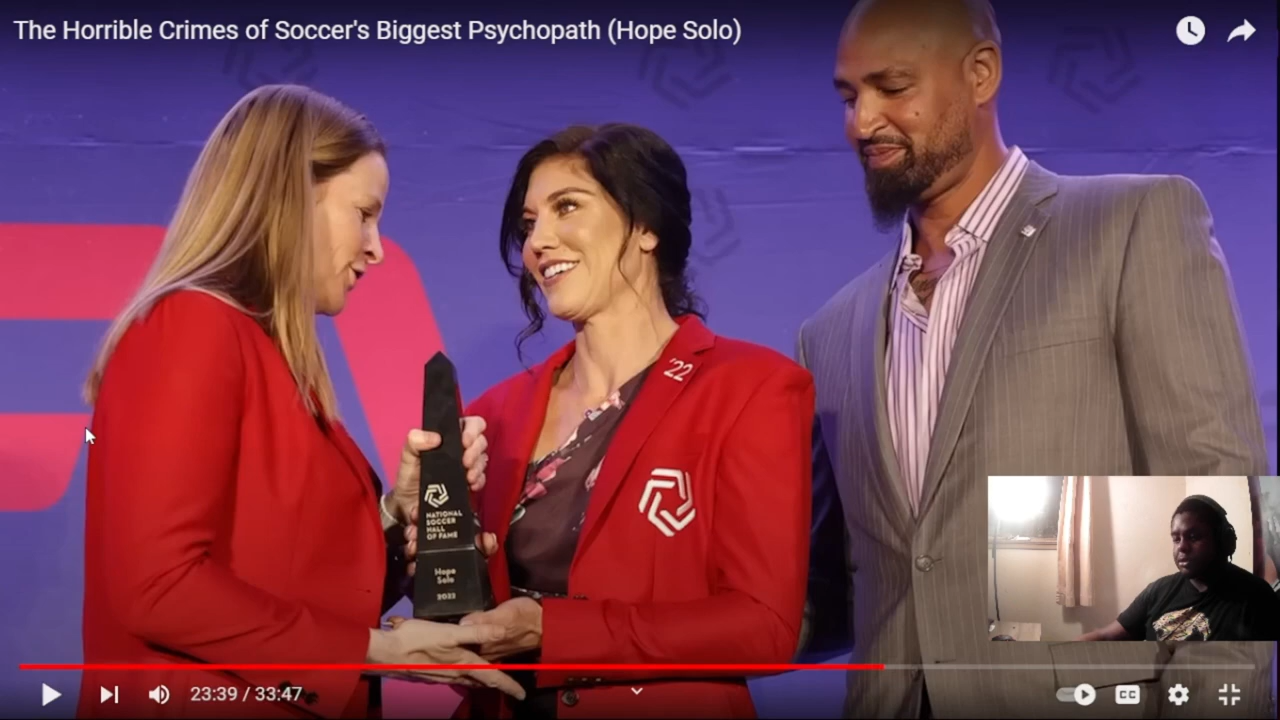 The Horrible Crimes of Soccer's Biggest Psychopath (Hope Solo)
'22
NATIONAL
SOCCER
HALL
OF FAME
Hope
Solo
2022
23:39 / 33:47
CC